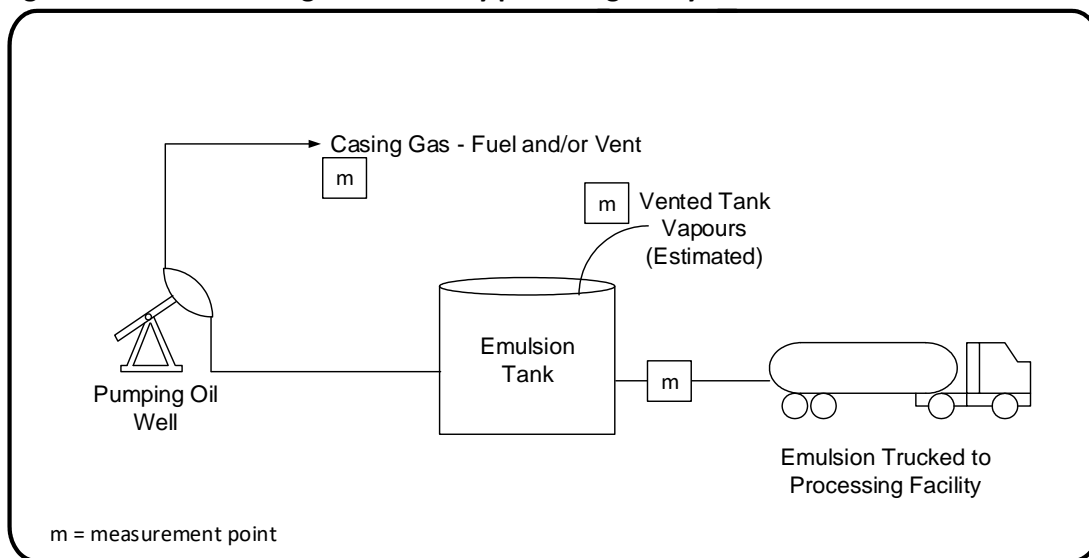 Casing Gas - Fuel and/or Vent
m
m
Vented Tank
Vapours
(Estimated)
Emulsion
Tank
m
Pumping Oil
Well
Emulsion Trucked to
Processing Facility
m = measurement point